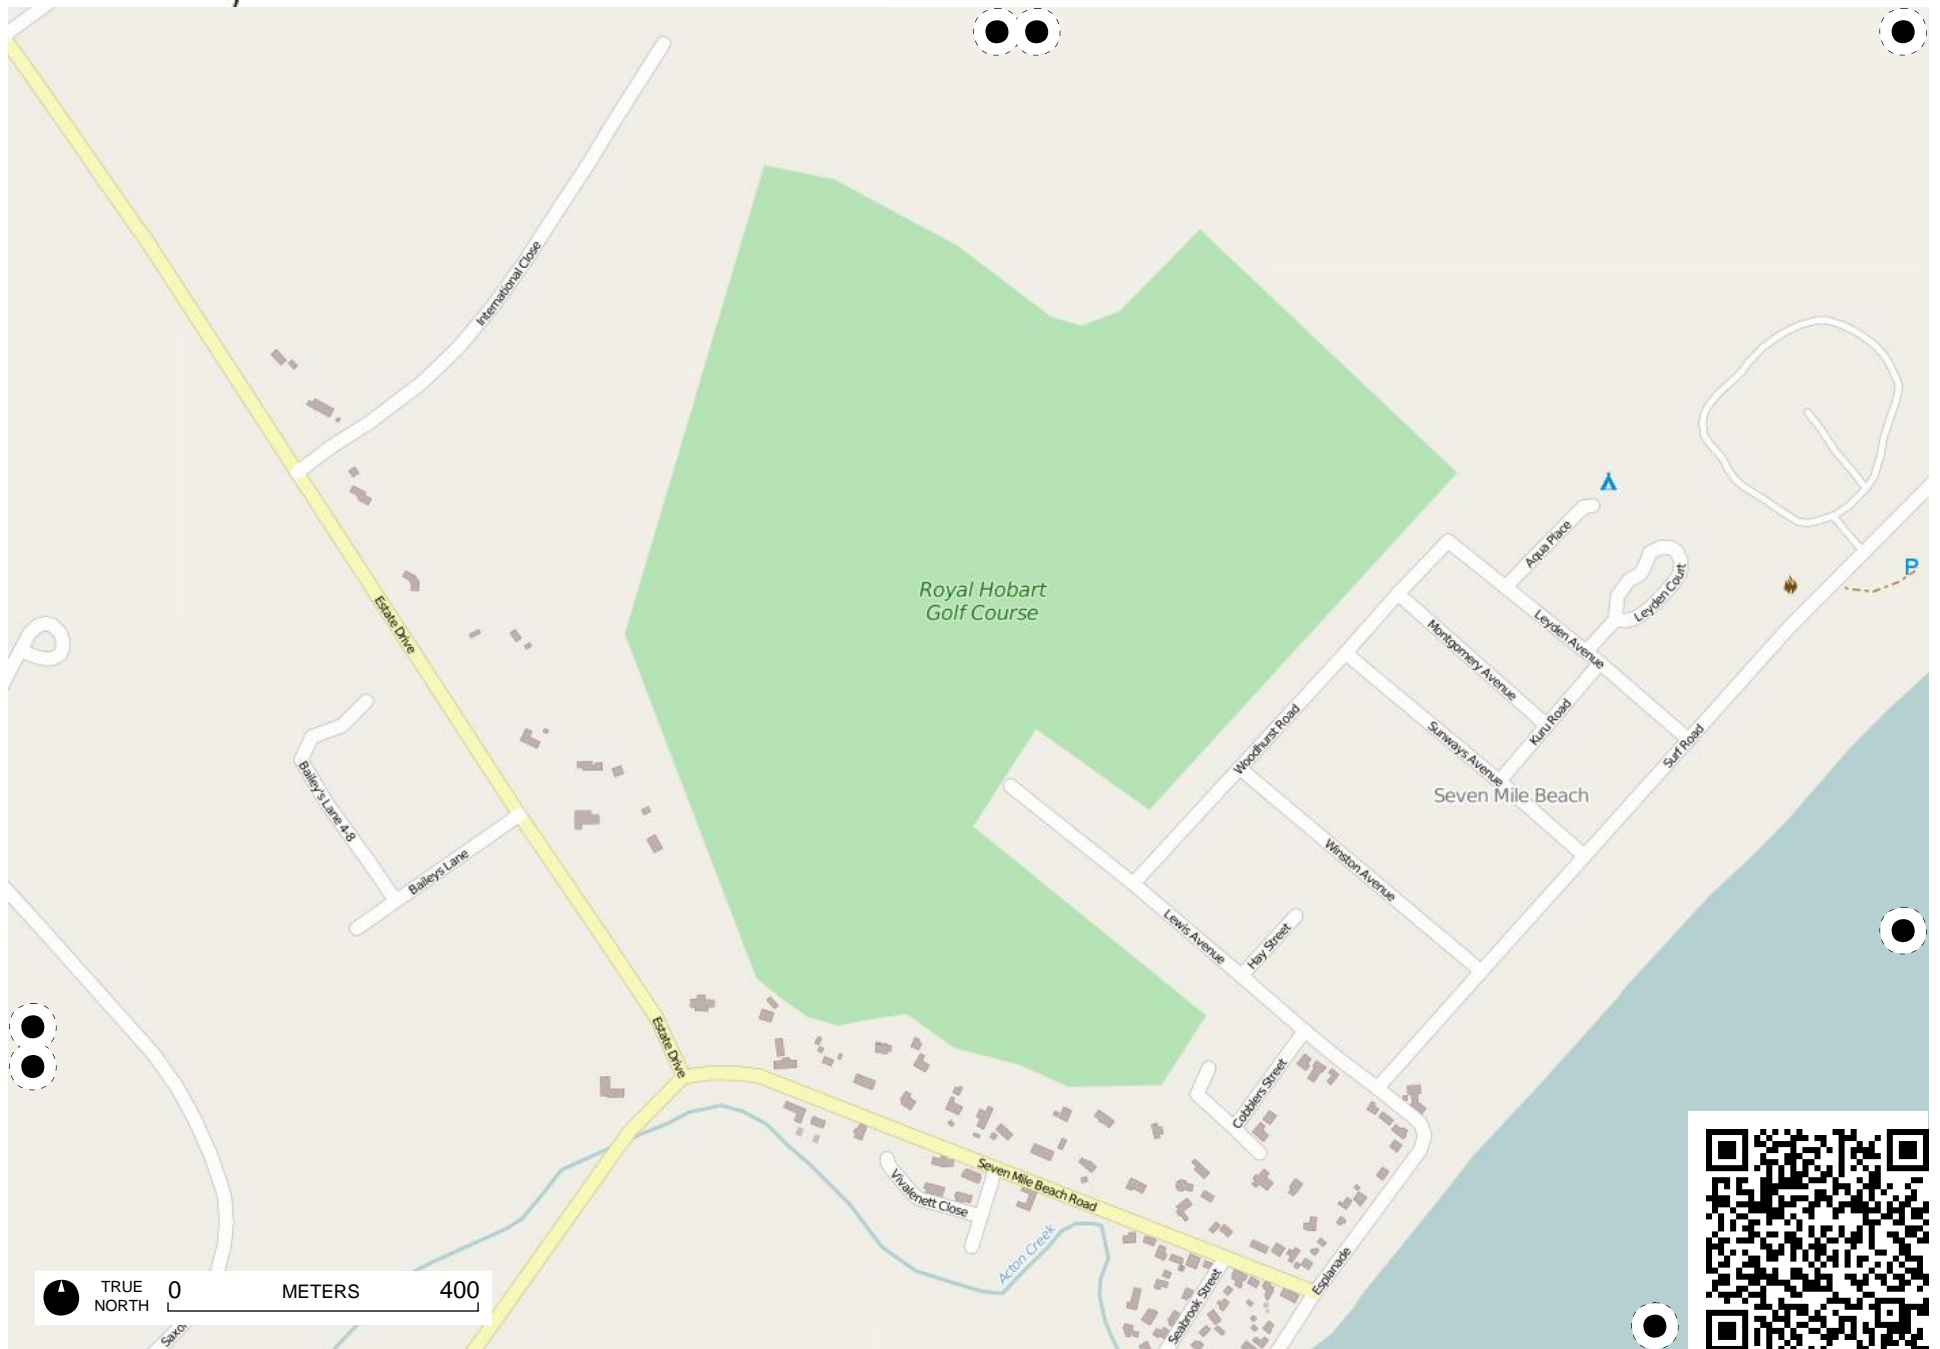 International Close
Estate Drive
Royal Hobart
Golf Course
Aqua Place
Leyden Court
Leyden Avenue
Montgomery Avenue
Kuru Road
Sunways Avenue
Woodhurst Road
Surf Road
Seven Mile Beach
P
Bailey's Lane 4-8
Baileys Lane
Winston Avenue
Lewis Avenue
Hay Street
Estate Drive
Cobblers Street
Seven Mile Beach Road
Vivalenett Close
Acton Creek
Esplanade
Seabrook Street
TRUE
NORTH
0 METERS 400